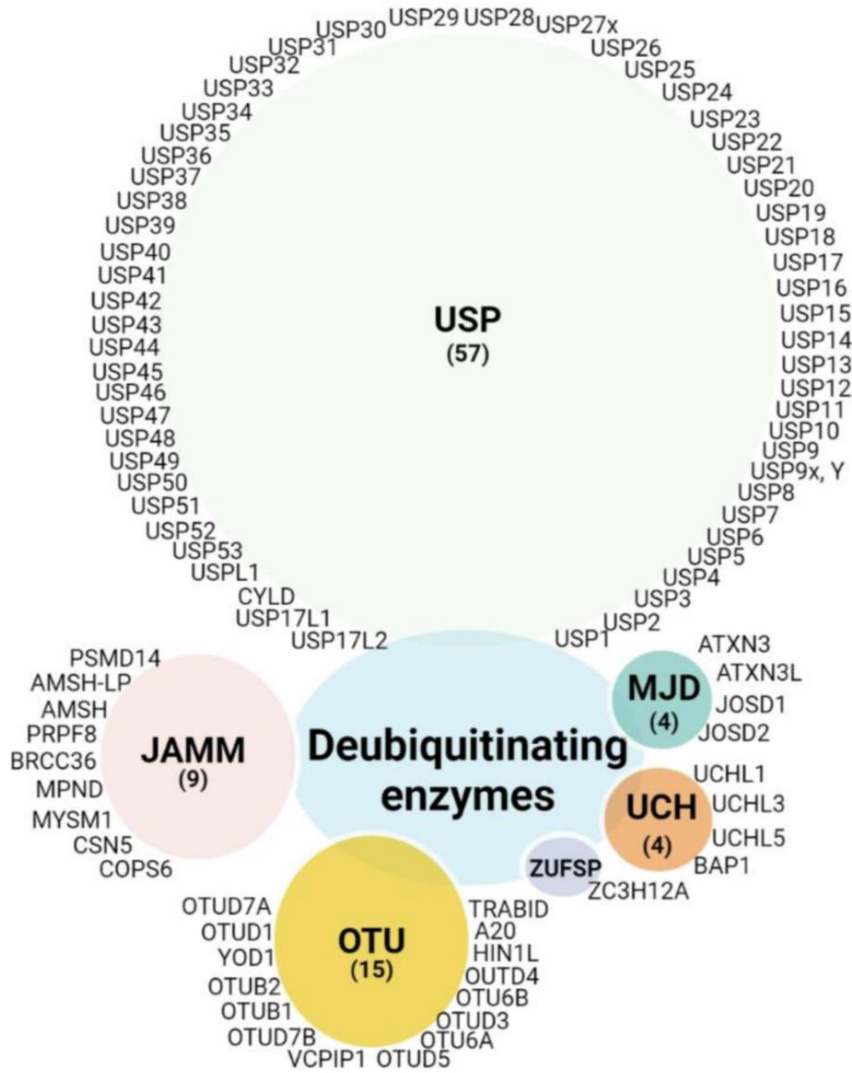 USP29
USP28
USP30
USP27x
USP31
USP26
USP32
USP25
USP33
USP24
USP34
USP23
USP35
USP22
USP36
USP21
USP37
USP20
USP38
USP19
USP39
USP18
USP40
USP17
USP41
USP16
USP42
USP15
USP43
USP14
USP44
USP13
USP45
USP12
USP46
USP11
USP47
USP10
USP48
USP9
USP49
USP9x, Y
USP50
USP8
USP51
USP7
USP52
USP6
USP53
USP5
USPL1
USP4
CYLD
USP3
USP17L1
USP2
USP17L2
USP1
USP
(57)
PSMD14
AMSH-LP
AMSH
PRPF8
BRCC36
MPND
MYSM1
CSN5
COPS6
JAMM
(9)
Deubiquitinating
enzymes
MJD
(4)
ATXN3
ATXN3L
JOSD1
JOSD2
UCH
(4)
UCHL1
UCHL3
UCHL5
BAP1
ZUFSP
ZC3H12A
OTU
(15)
OTUD7A
OTUD1
YOD1
OTUB2
OTUB1
OTUD7B
VCPIP1
OTUD5
TRABID
A20
HIN1L
OUTD4
OTU6B
OTUD3
OTU6A